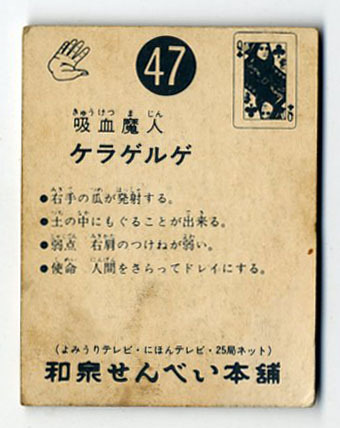 47
Q
吸血魔人
ケラゲルゲ
●右手の爪が発射する。
●土の中にもぐることが出来る。
●弱点 右肩のつけねが弱い。
●使命 人間をさらってドレイにする。
(よみうりテレビ・にほんテレビ・25局ネット)
和泉せんべい本舗